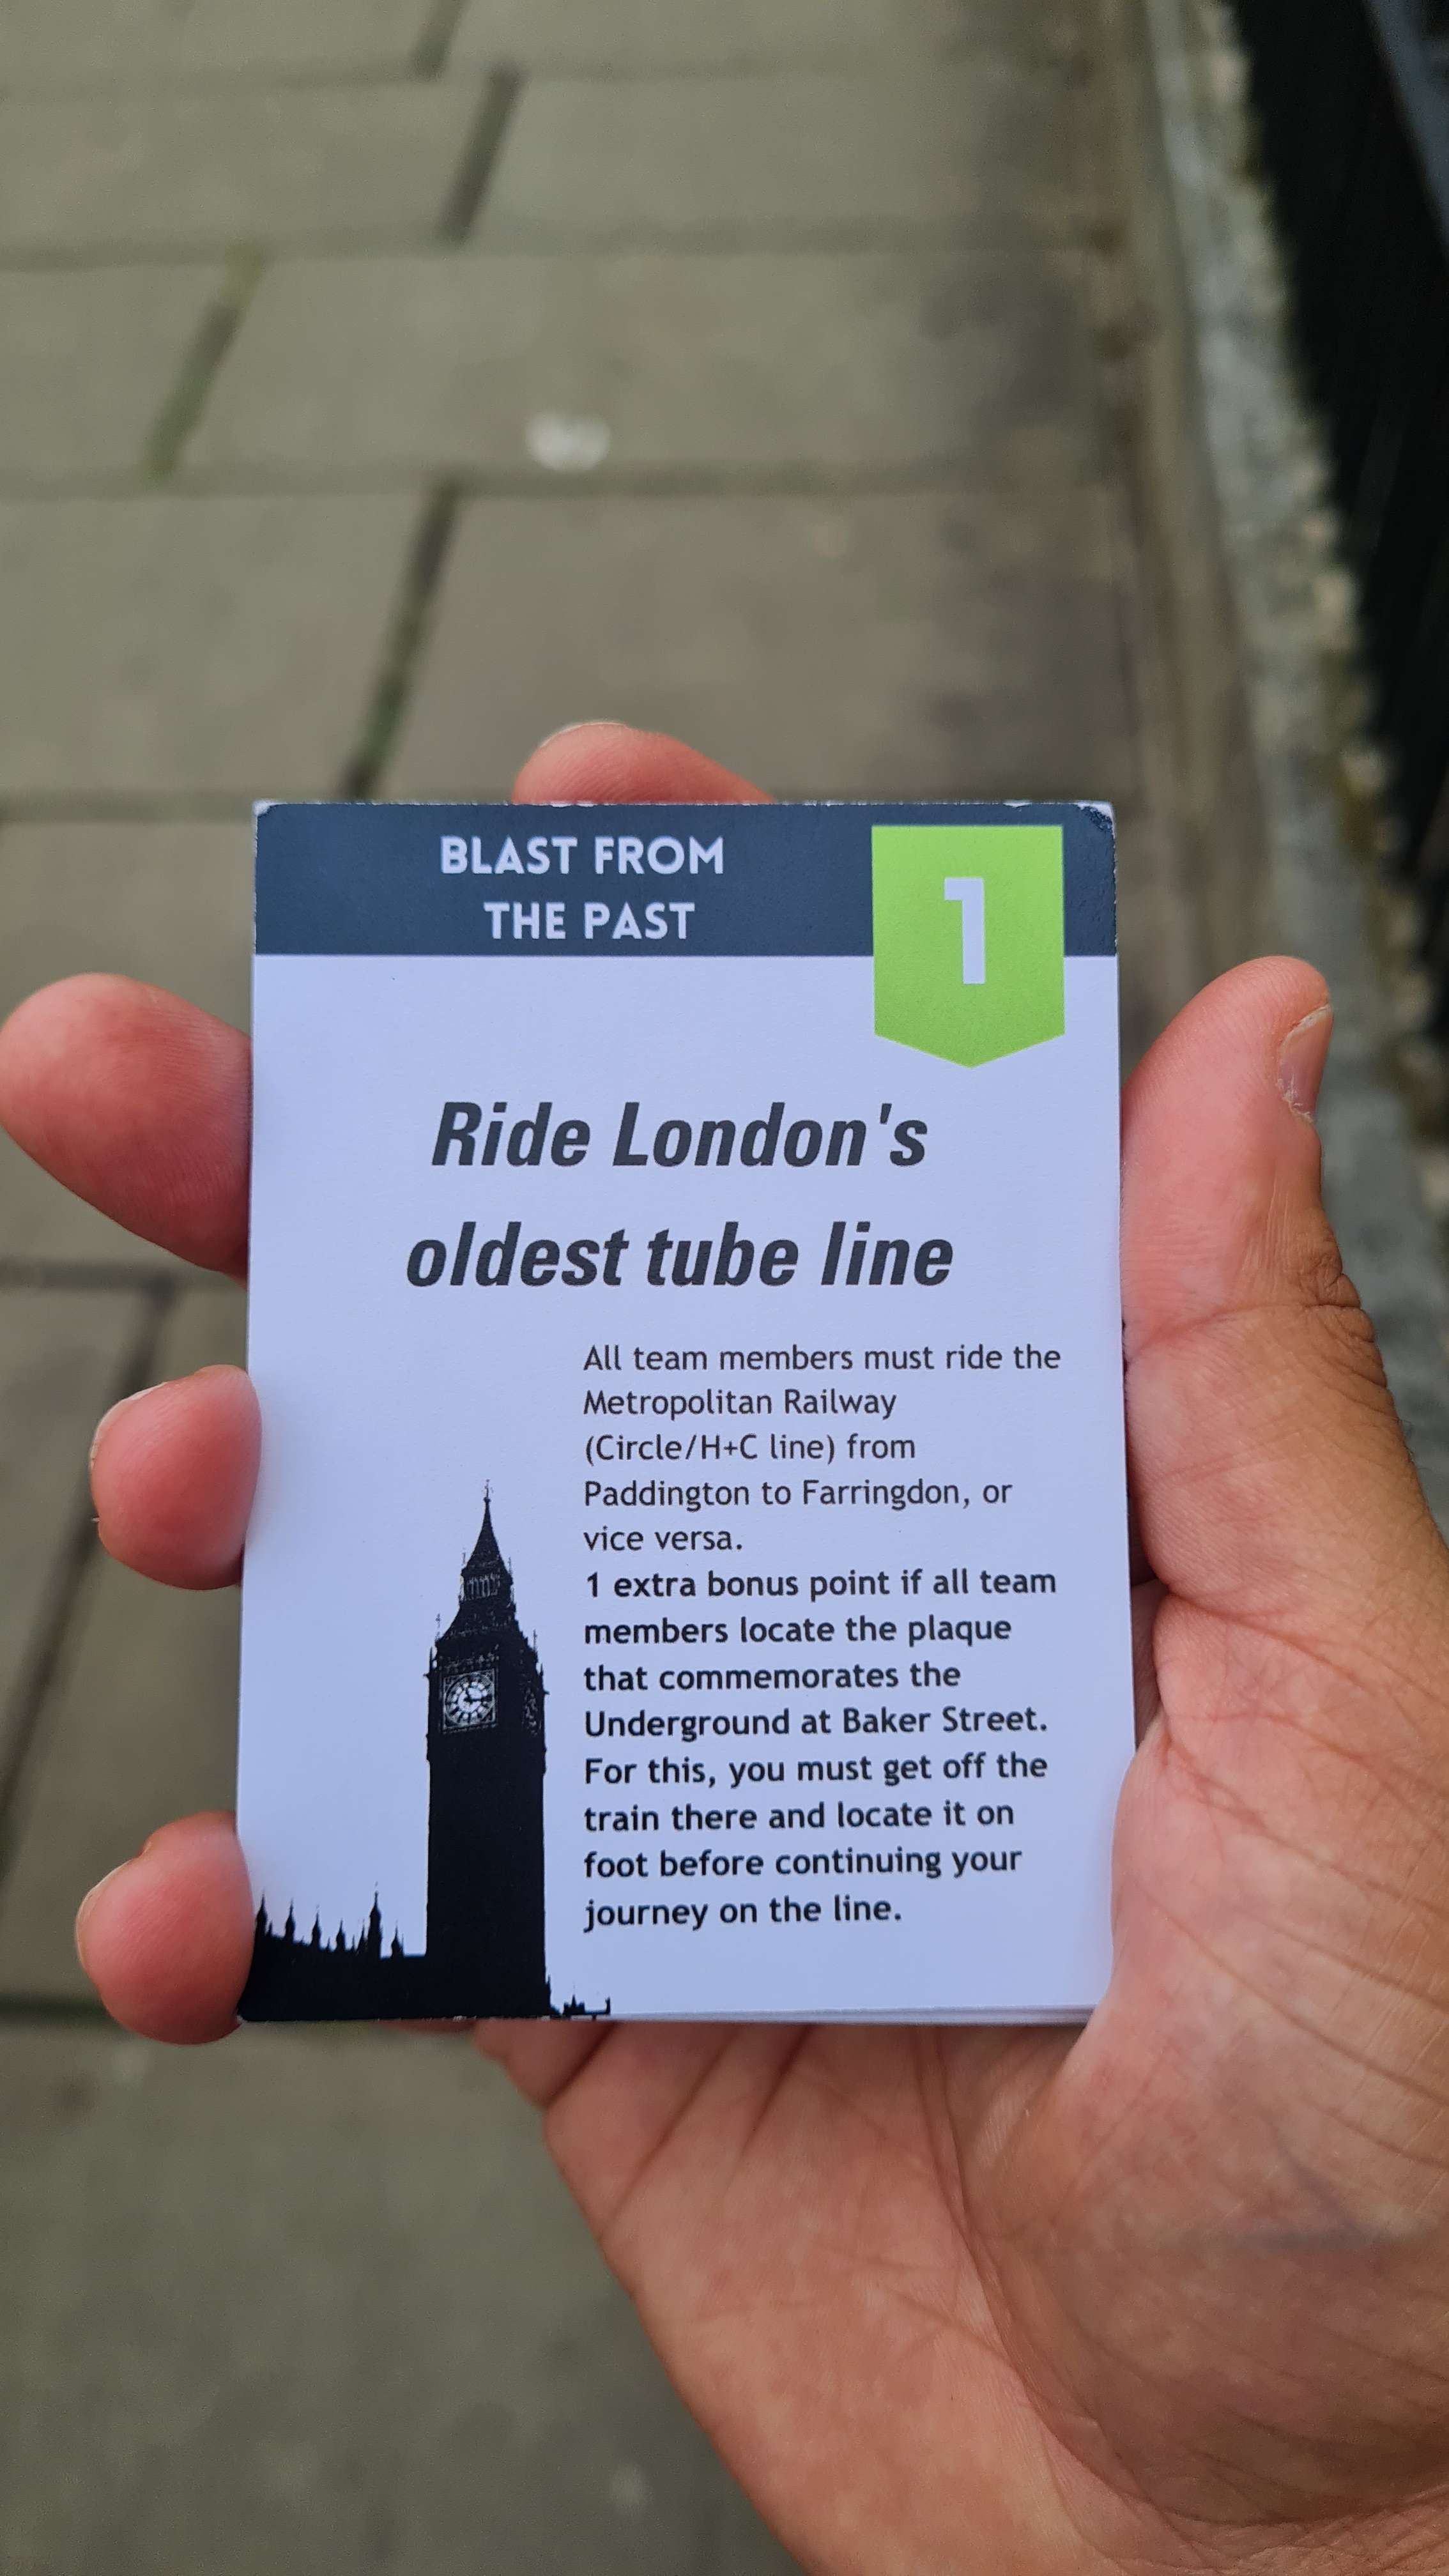 BLAST FROM
THE PAST
1
Ride London's
oldest tube line
All team members must ride the
Metropolitan Railway
(Circle/H+C line) from
Paddington to Farringdon, or
vice versa.
1 extra bonus point if all team
members locate the plaque
that commemorates the
Underground at Baker Street.
For this, you must get off the
train there and locate it on
foot before continuing your
journey on the line.